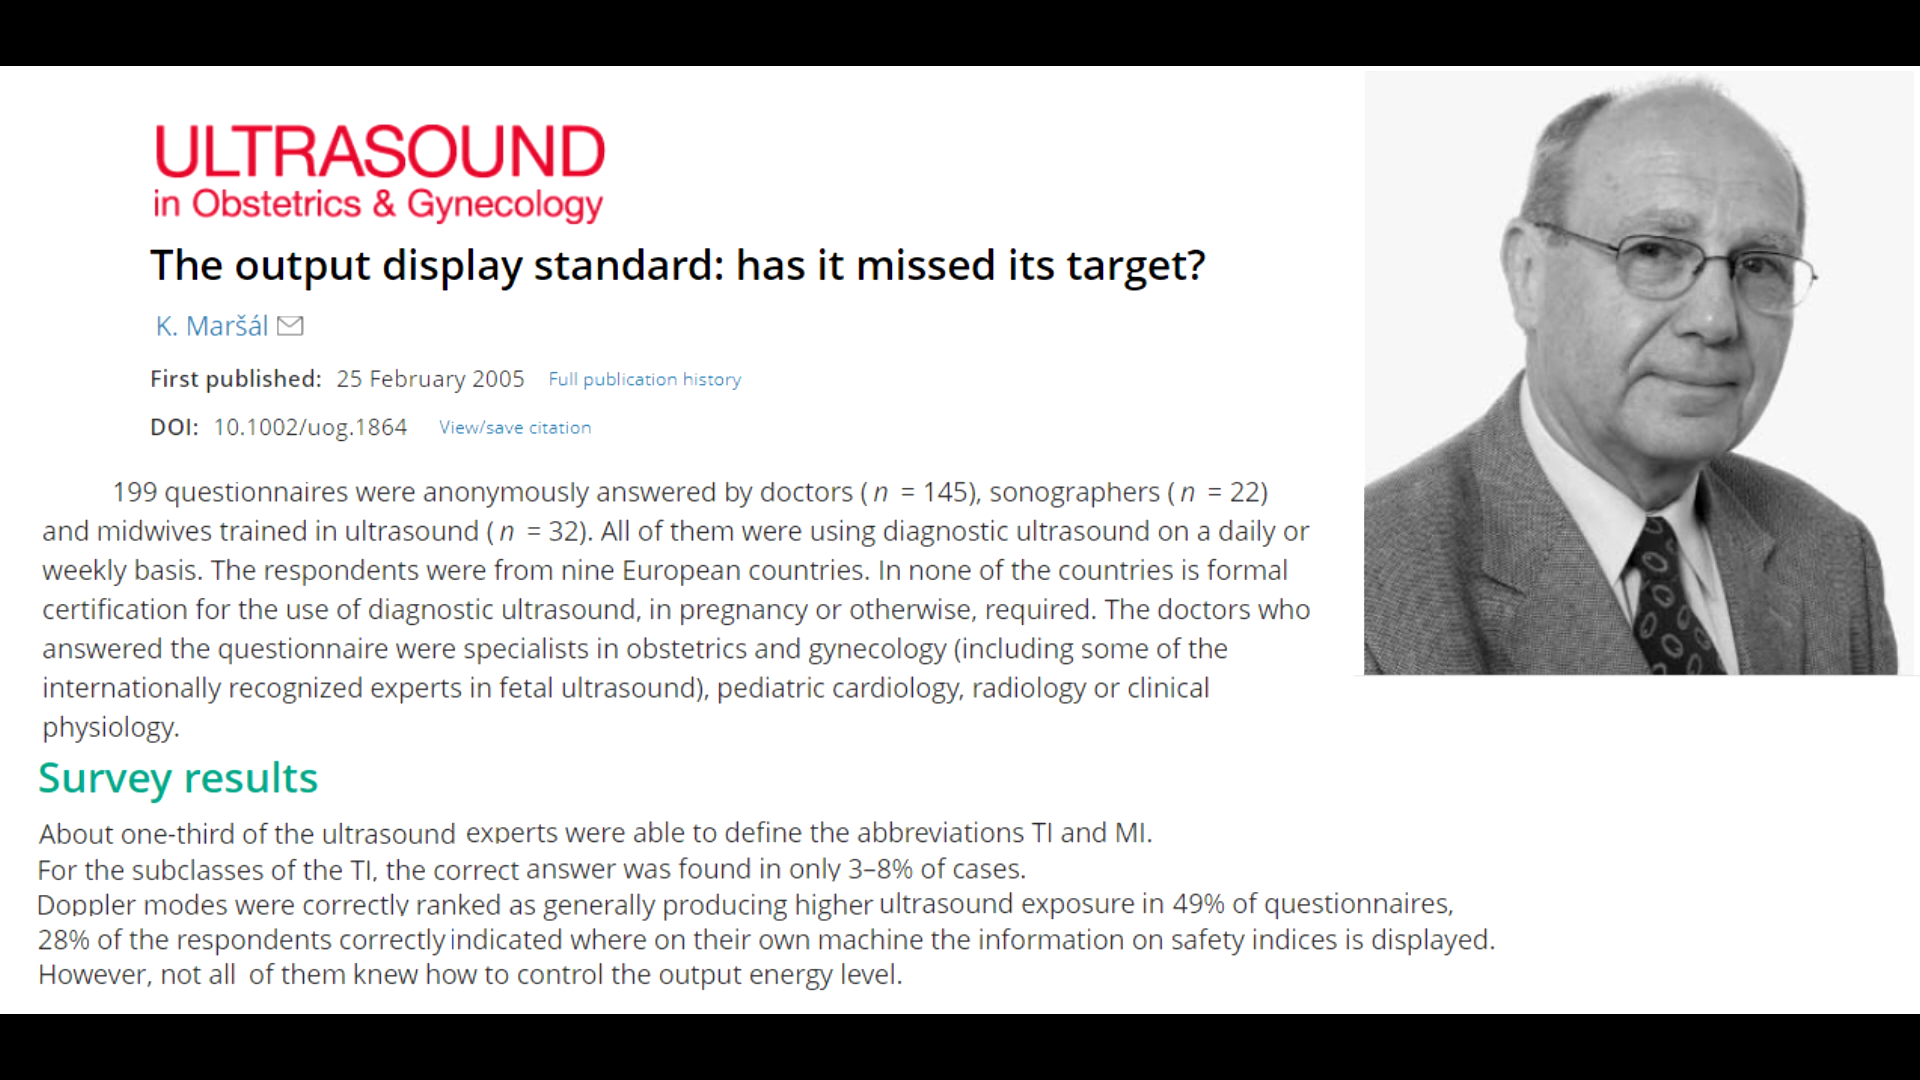 ULTRASOUND
in Obstetrics & Gynecology
The output display standard: has it missed its target?
K. Maršál
First published: 25 February 2005 Full publication history
DOI: 10.1002/uog.1864 View/save citation
199 questionnaires were anonymously answered by doctors ( n = 145), sonographers ( n = 22)
and midwives trained in ultrasound ( n = 32). All of them were using diagnostic ultrasound on a daily or
weekly basis. The respondents were from nine European countries. In none of the countries is formal
certification for the use of diagnostic ultrasound, in pregnancy or otherwise, required. The doctors who
answered the questionnaire were specialists in obstetrics and gynecology (including some of the
internationally recognized experts in fetal ultrasound), pediatric cardiology, radiology or clinical
physiology.
Survey results
About one-third of the ultrasound experts were able to define the abbreviations TI and MI.
For the subclasses of the TI, the correct answer was found in only 3–8% of cases.
Doppler modes were correctly ranked as generally producing higher ultrasound exposure in 49% of questionnaires,
28% of the respondents correctly indicated where on their own machine the information on safety indices is displayed.
However, not all of them knew how to control the output energy level.